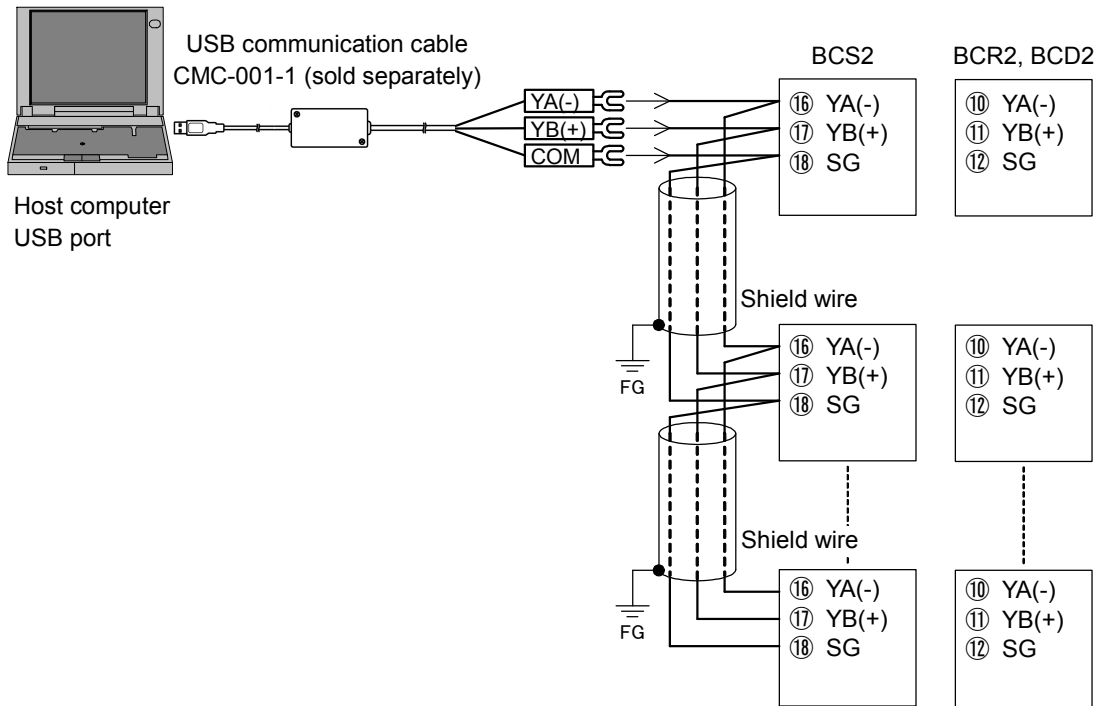 USB communication cable
CMC-001-1 (sold separately)
Host computer
USB port
YA(-)
YB(+)
COM
BCS2
⑯ YA(-)
⑰ YB(+)
⑱ SG
BCR2, BCD2
⑩ YA(-)
⑪ YB(+)
⑫ SG
Shield wire
FG
⑯ YA(-)
⑰ YB(+)
⑱ SG
⑩ YA(-)
⑪ YB(+)
⑫ SG
Shield wire
FG
⑯ YA(-)
⑰ YB(+)
⑱ SG
⑩ YA(-)
⑪ YB(+)
⑫ SG